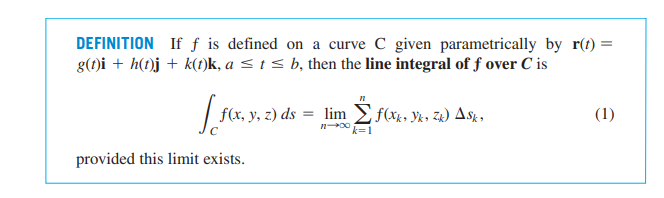 DEFINITION If f is defined on a curve C given parametrically by r(t) =
g(t)i + h(t)j + k(t)k, a ≤ t ≤ b, then the line integral of f over C is
∫_C f(x, y, z) ds = lim_{n→∞} ∑_{k=1}^{n} f(x_k, y_k, z_k) Δs_k, (1)
provided this limit exists.